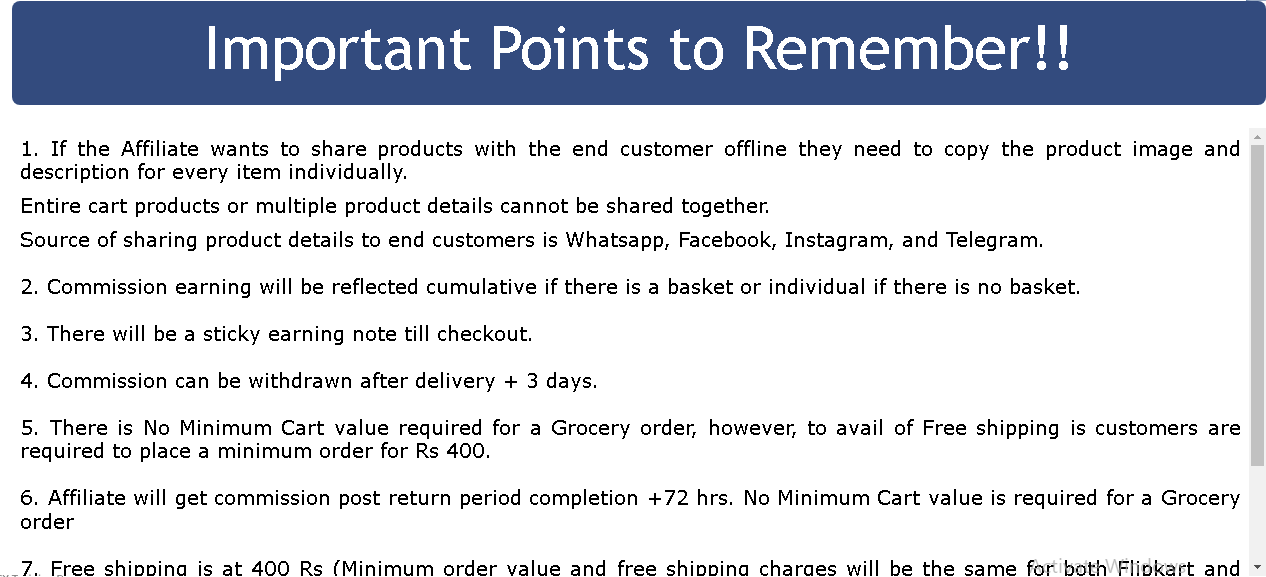 Important Points to Remember!!
1. If the Affiliate wants to share products with the end customer offline they need to copy the product image and
description for every item individually.
Entire cart products or multiple product details cannot be shared together.
Source of sharing product details to end customers is Whatsapp, Facebook, Instagram, and Telegram.
2. Commission earning will be reflected cumulative if there is a basket or individual if there is no basket.
3. There will be a sticky earning note till checkout.
4. Commission can be withdrawn after delivery + 3 days.
5. There is No Minimum Cart value required for a Grocery order, however, to avail of Free shipping is customers are
required to place a minimum order for Rs 400.
6. Affiliate will get commission post return period completion +72 hrs. No Minimum Cart value is required for a Grocery
order
7. Free shipping is at 400 Rs (Minimum order value and free shipping charges will be the same for both Flipkart and
Activate Windows